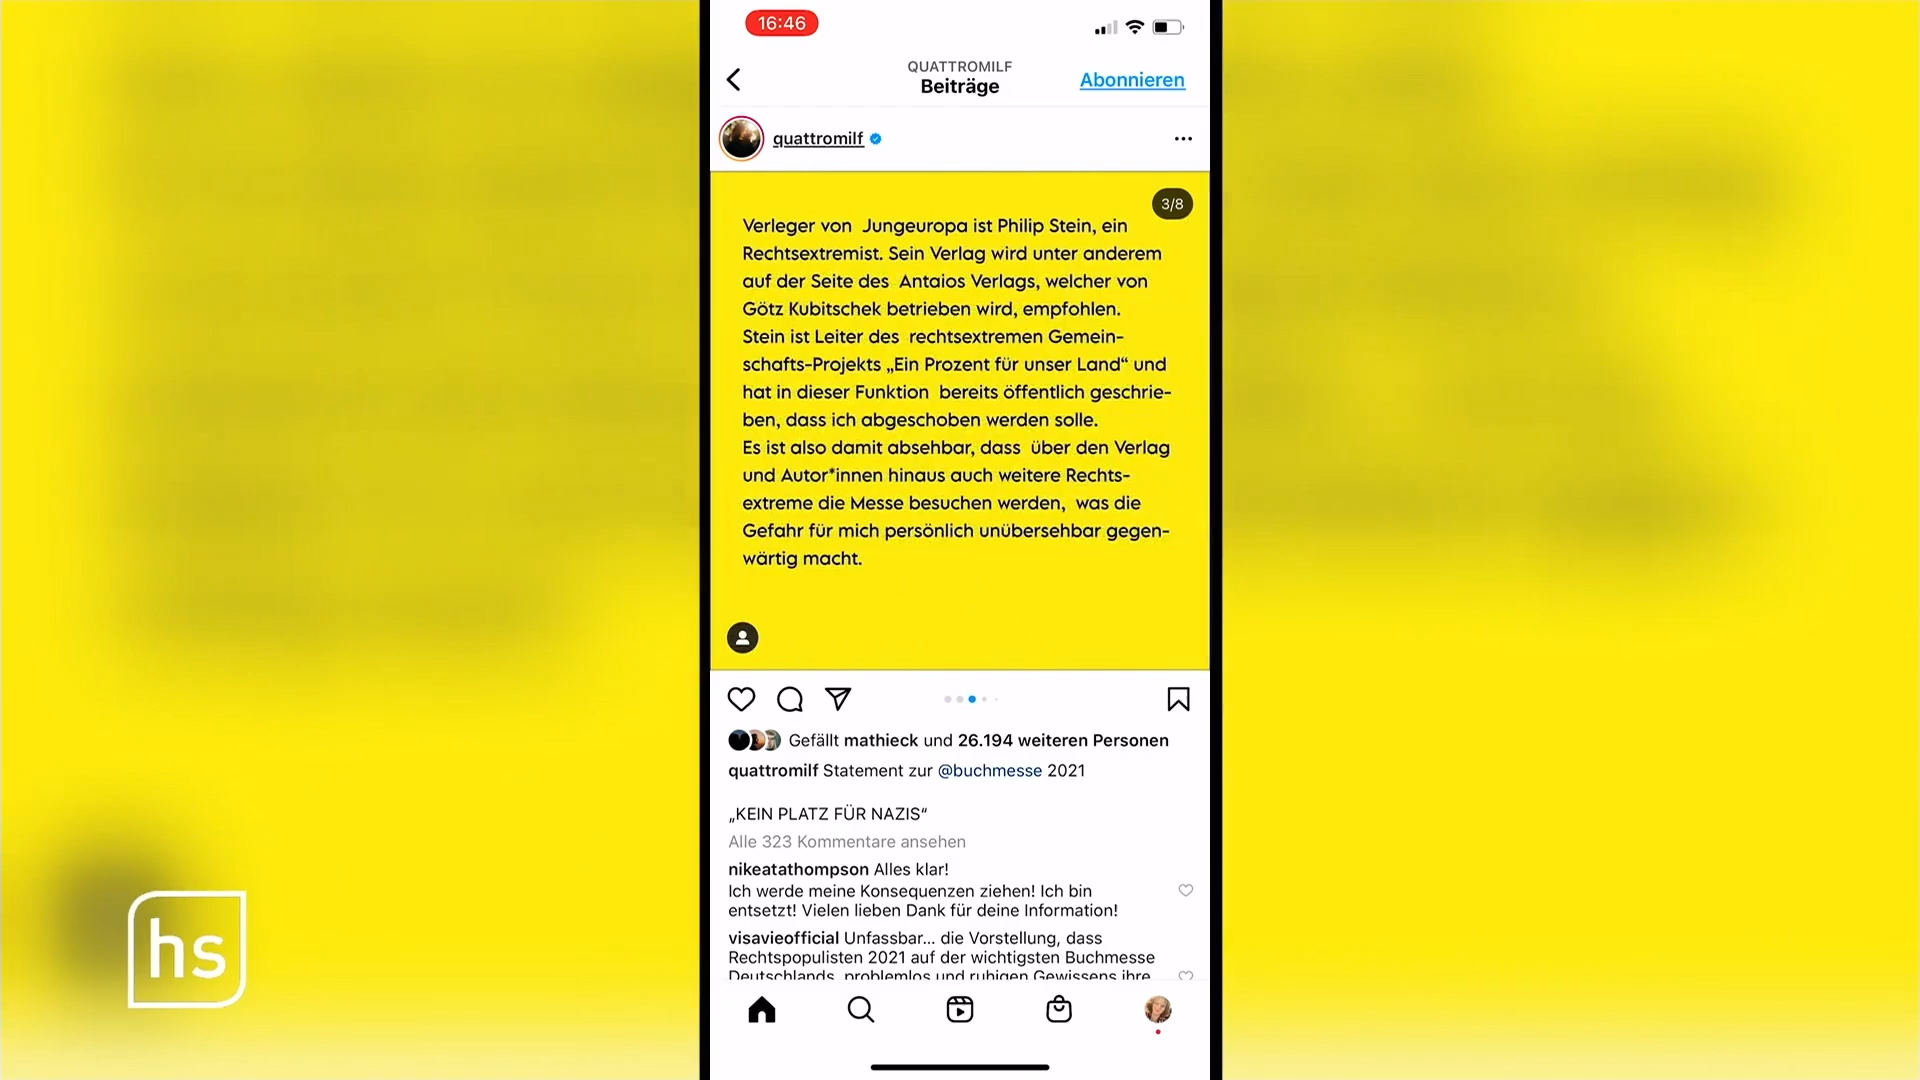 16:46
QUATTROMILF
Beiträge
Abonnieren
quattromilf
3/8
Verleger von Jungeuropa ist Philip Stein, ein
Rechtsextremist. Sein Verlag wird unter anderem
auf der Seite des Antaios Verlags, welcher von
Götz Kubitschek betrieben wird, empfohlen.
Stein ist Leiter des rechtsextremen Gemein-
schafts-Projekts „Ein Prozent für unser Land“ und
hat in dieser Funktion bereits öffentlich geschrie-
ben, dass ich abgeschoben werden solle.
Es ist also damit absehbar, dass über den Verlag
und Autor*innen hinaus auch weitere Rechts-
extreme die Messe besuchen werden, was die
Gefahr für mich persönlich unübersehbar gegen-
wärtig macht.
Gefällt mathieck und 26.194 weiteren Personen
quattromilf Statement zur @buchmesse 2021
„KEIN PLATZ FÜR NAZIS“
Alle 323 Kommentare ansehen
nikeatathompson Alles klar!
Ich werde meine Konsequenzen ziehen! Ich bin
entsetzt! Vielen lieben Dank für deine Information!
visavieofficial Unfassbar... die Vorstellung, dass
Rechtspopulisten 2021 auf der wichtigsten Buchmesse
Deutschlands, problemlos und ruhigen Gewissens ihre
hs